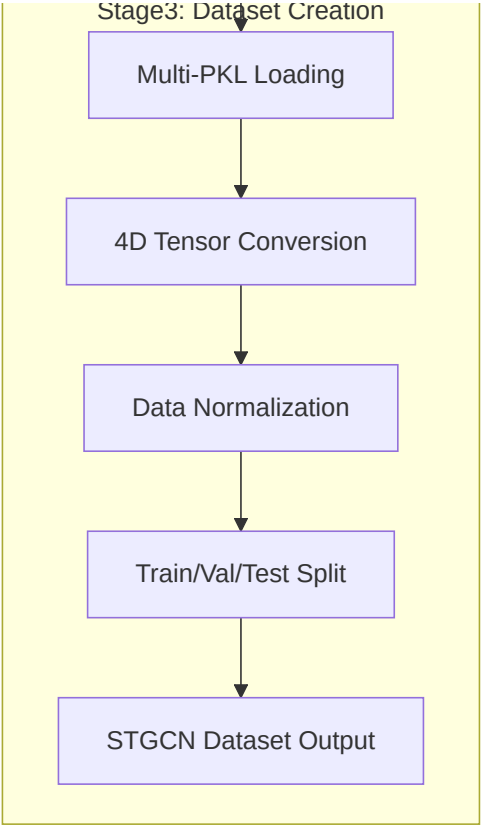 Stage3: Dataset Creation
Multi-PKL Loading
4D Tensor Conversion
Data Normalization
Train/Val/Test Split
STGCN Dataset Output